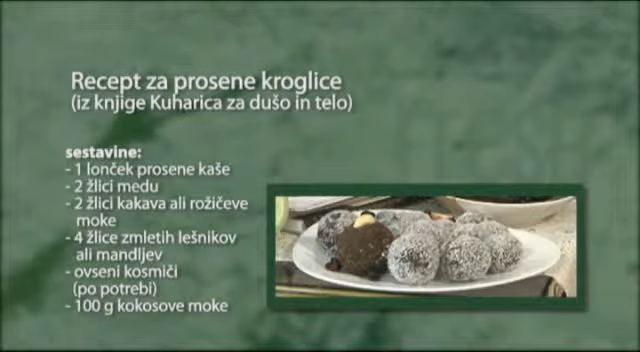 Recept za prosene kroglice
(iz knjige Kuharica za dušo in telo)
sestavine:
- 1 lonček prosene kaše
- 2 žlici medu
- 2 žlici kakava ali rožičeve
moke
- 4 žlice zmletih lešnikov
ali mandljev
- ovseni kosmiči
(po potrebi)
- 100 g kokosove moke